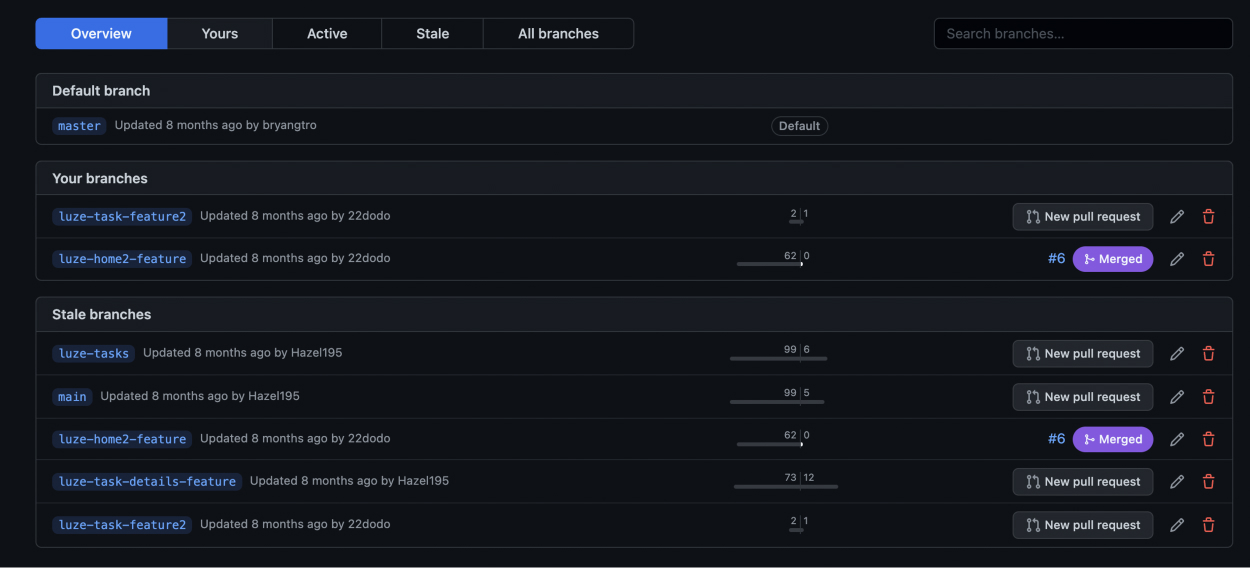 Overview Yours Active Stale All branches Search branches...
Default branch
master Updated 8 months ago by bryangtro Default
Your branches
luze-task-feature2 Updated 8 months ago by 22dodo 2 1 New pull request
luze-home2-feature Updated 8 months ago by 22dodo 62 0 #6 Merged
Stale branches
luze-tasks Updated 8 months ago by Hazel195 99 6 New pull request
main Updated 8 months ago by Hazel195 99 5 New pull request
luze-home2-feature Updated 8 months ago by 22dodo 62 0 #6 Merged
luze-task-details-feature Updated 8 months ago by Hazel195 73 12 New pull request
luze-task-feature2 Updated 8 months ago by 22dodo 2 1 New pull request